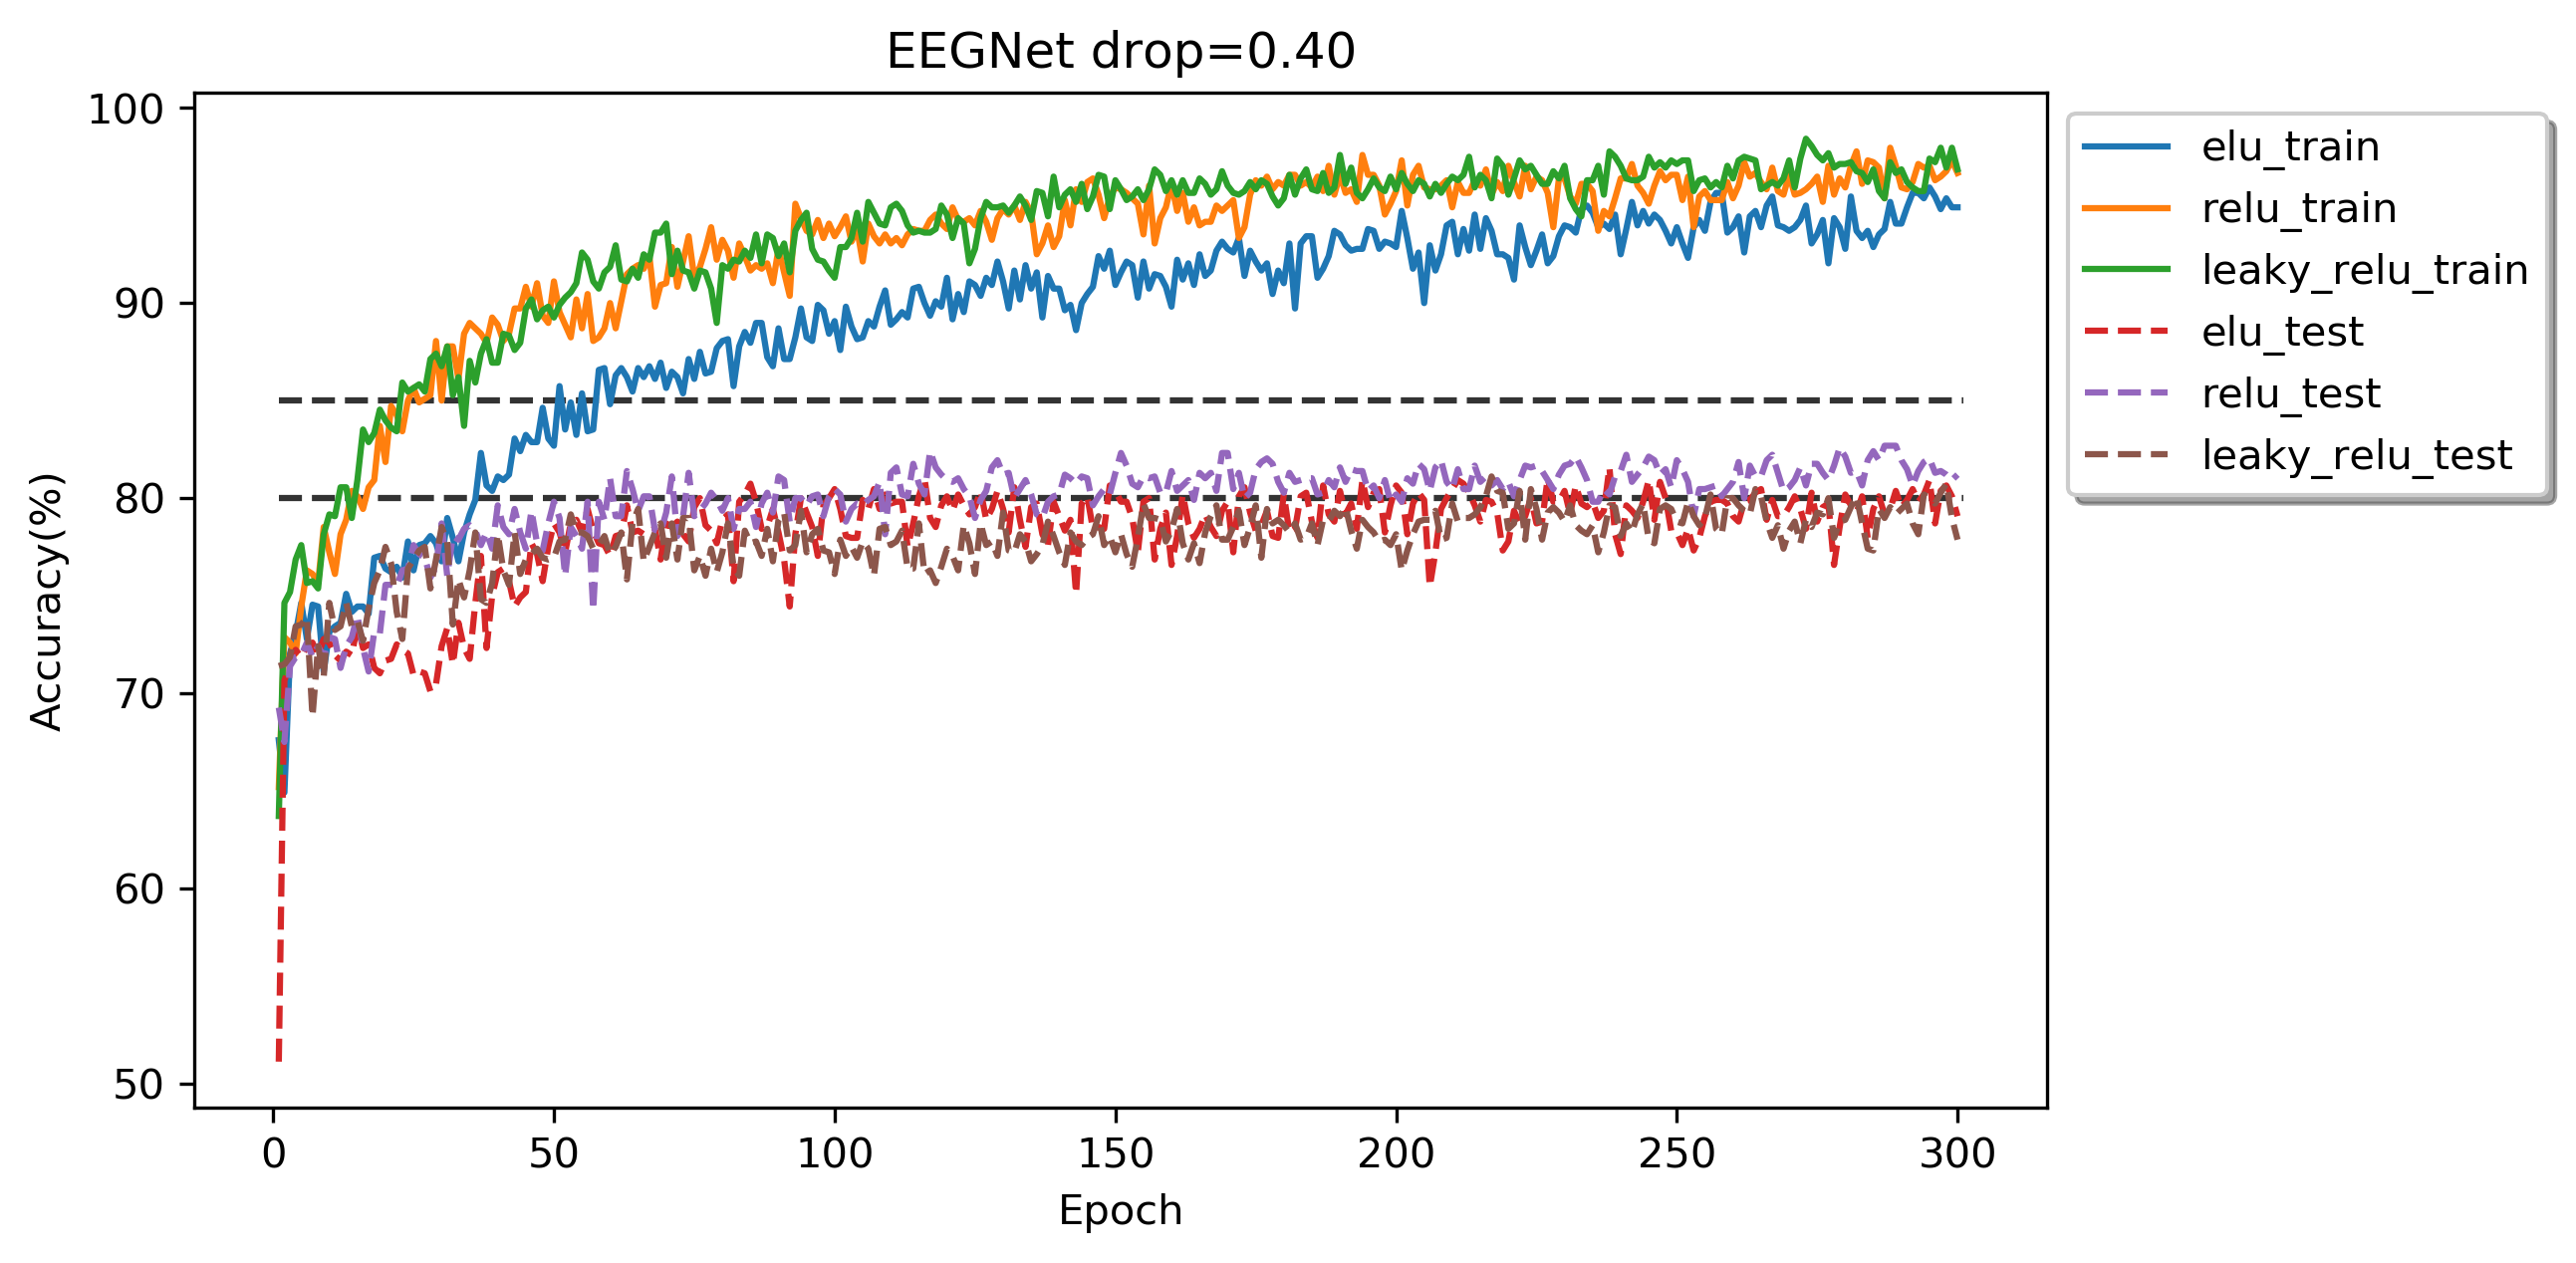 EEGNet drop=0.40
100
90
80
70
60
50
Accuracy(%)
0 50 100 150 200 250 300
Epoch
elu_train
relu_train
leaky_relu_train
elu_test
relu_test
leaky_relu_test